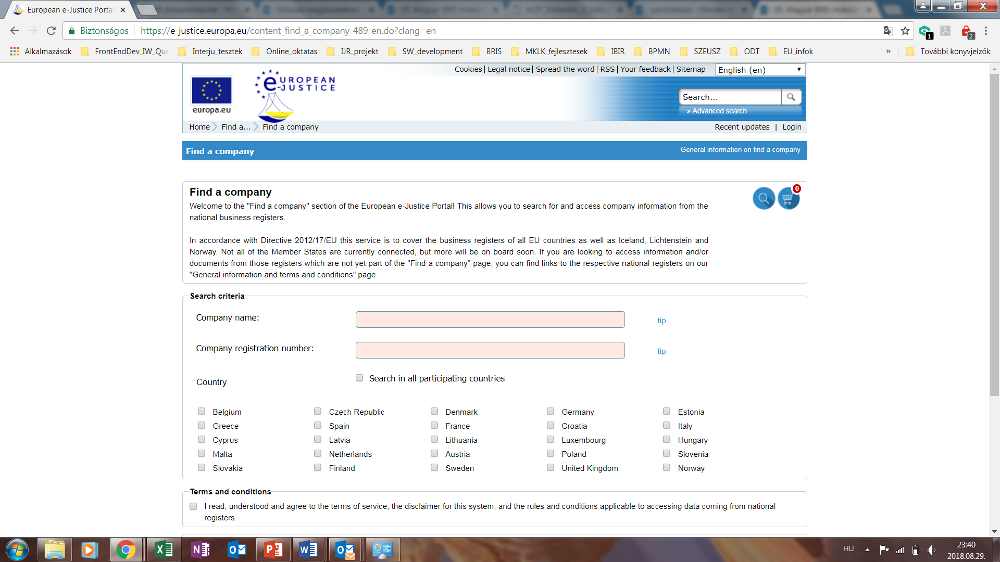 European e-Justice Porta
Biztonságos
https://e-justice.europa.eu/content_find_a_company-489-en.do?clang=en
1
2
Alkalmazások FrontEndDev_IW_Que Interju_tesztek Online_oktatas IJR_projekt SW_development BRIS MKLK_fejlesztesek IBIR BPMN SZEUSZ ODT EU_infok » További könyvjelzők
Cookies | Legal notice | Spread the word | RSS | Your feedback | Sitemap
English (en)
europa.eu
EUROPEAN
E-JUSTICE
Search...
» Advanced search
Home Find a... Find a company
Recent updates | Login
Find a company
General information on find a company
Find a company
0
Welcome to the "Find a company" section of the European e-Justice Portal! This allows you to search for and access company information from the
national business registers.
In accordance with Directive 2012/17/EU this service is to cover the business registers of all EU countries as well as Iceland, Lichtenstein and
Norway. Not all of the Member States are currently connected, but more will be on board soon. If you are looking to access information and/or
documents from those registers which are not yet part of the "Find a company" page, you can find links to the respective national registers on our
"General information and terms and conditions" page.
Search criteria
Company name:
tip
Company registration number:
tip
Country
Search in all participating countries
Belgium Czech Republic Denmark Germany Estonia
Greece Spain France Croatia Italy
Cyprus Latvia Lithuania Luxembourg Hungary
Malta Netherlands Austria Poland Slovenia
Slovakia Finland Sweden United Kingdom Norway
Terms and conditions
I read, understood and agree to the terms of service, the disclaimer for this system, and the rules and conditions applicable to accessing data coming from national
registers.
HU
23:40
2018.08.29.